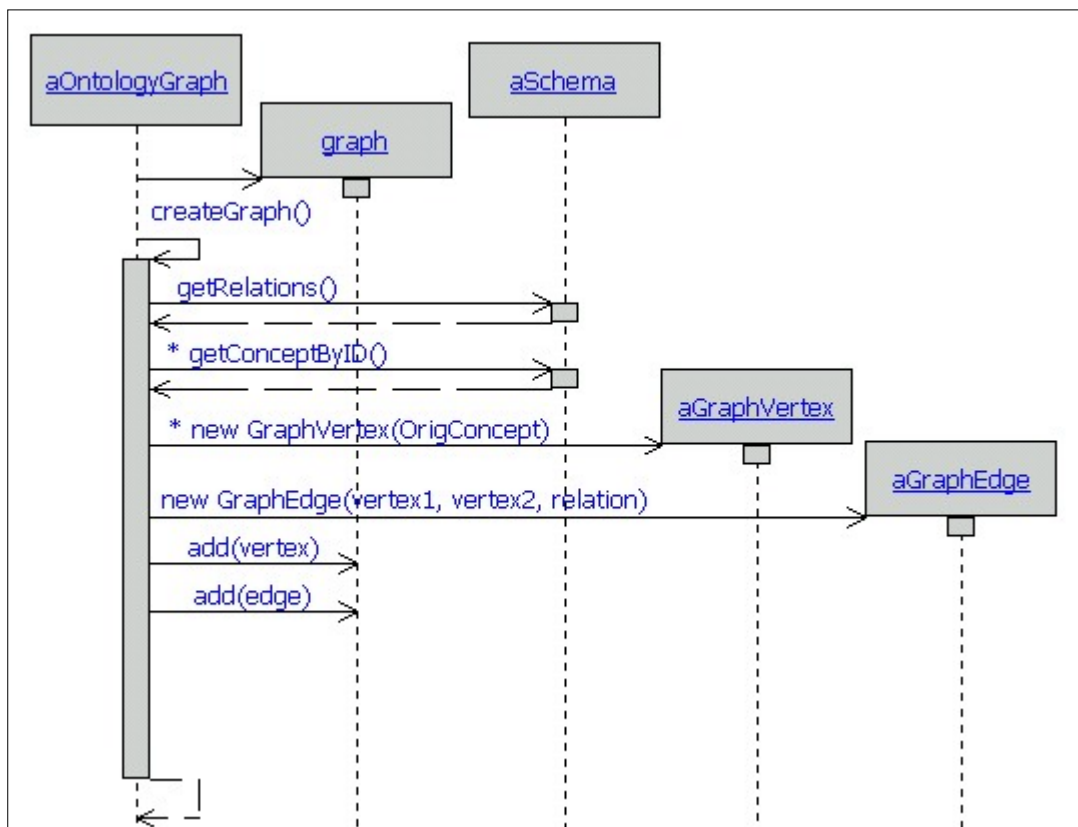 aOntologyGraph
aSchema
graph
createGraph()
getRelations()
* getConceptByID()
aGraphVertex
* new GraphVertex(OrigConcept)
aGraphEdge
new GraphEdge(vertex1, vertex2, relation)
add(vertex)
add(edge)